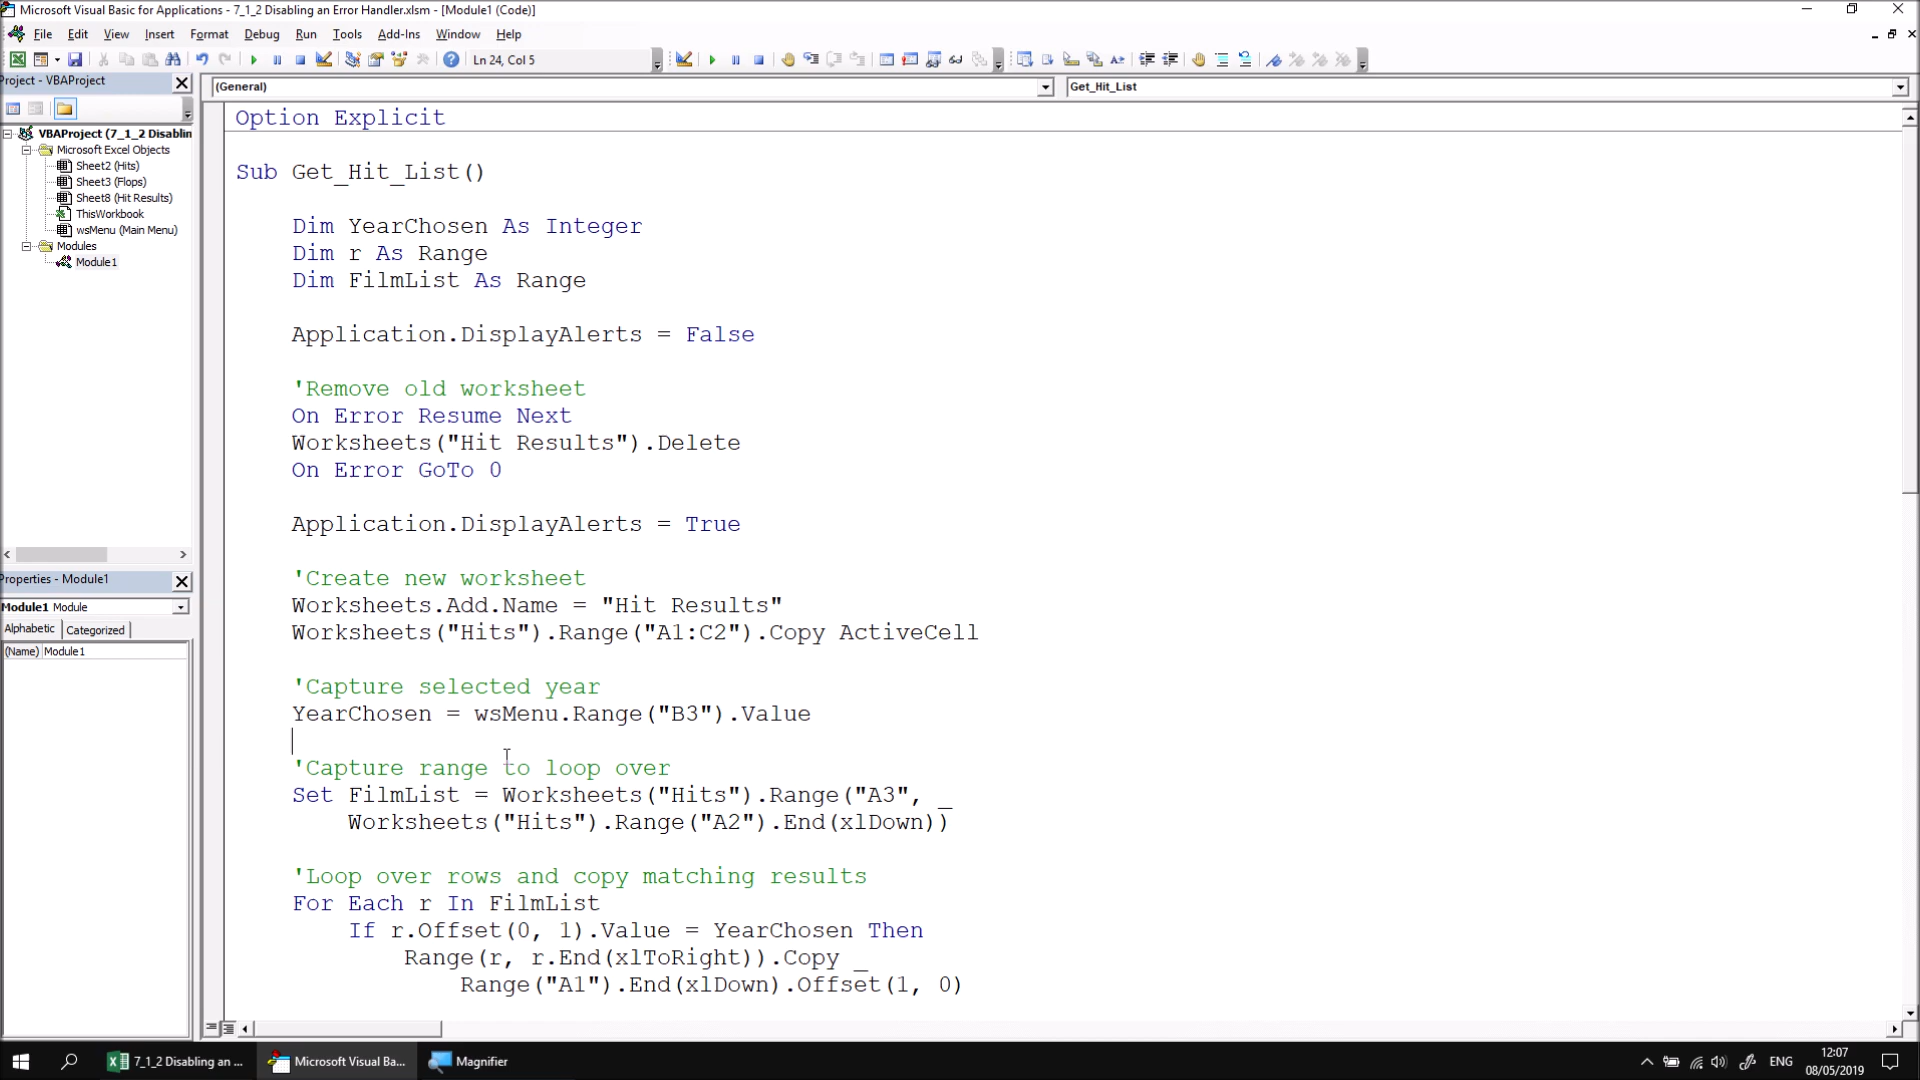 Microsoft Visual Basic for Applications - 7_1_2 Disabling an Error Handler.xlsm - [Module1 (Code)]
File Edit View Insert Format Debug Run Tools Add-Ins Window Help
Ln 24, Col 5
Project - VBAProject
(General)
Get_Hit_List
VBAProject (7_1_2 Disablin
Microsoft Excel Objects
Sheet2 (Hits)
Sheet3 (Flops)
Sheet8 (Hit Results)
ThisWorkbook
wsMenu (Main Menu)
Modules
Module1
Properties - Module1
Module1 Module
Alphabetic Categorized
(Name) Module1
Option Explicit
Sub Get_Hit_List()
Dim YearChosen As Integer
Dim r As Range
Dim FilmList As Range
Application.DisplayAlerts = False
'Remove old worksheet
On Error Resume Next
Worksheets("Hit Results").Delete
On Error GoTo 0
Application.DisplayAlerts = True
'Create new worksheet
Worksheets.Add.Name = "Hit Results"
Worksheets("Hits").Range("A1:C2").Copy ActiveCell
'Capture selected year
YearChosen = wsMenu.Range("B3").Value
'Capture range to loop over
Set FilmList = Worksheets("Hits").Range("A3", _
Worksheets("Hits").Range("A2").End(xlDown))
'Loop over rows and copy matching results
For Each r In FilmList
If r.Offset(0, 1).Value = YearChosen Then
Range(r, r.End(xlToRight)).Copy _
Range("A1").End(xlDown).Offset(1, 0)
7_1_2 Disabling an ...
Microsoft Visual Ba...
Magnifier
ENG
12:07
08/05/2019